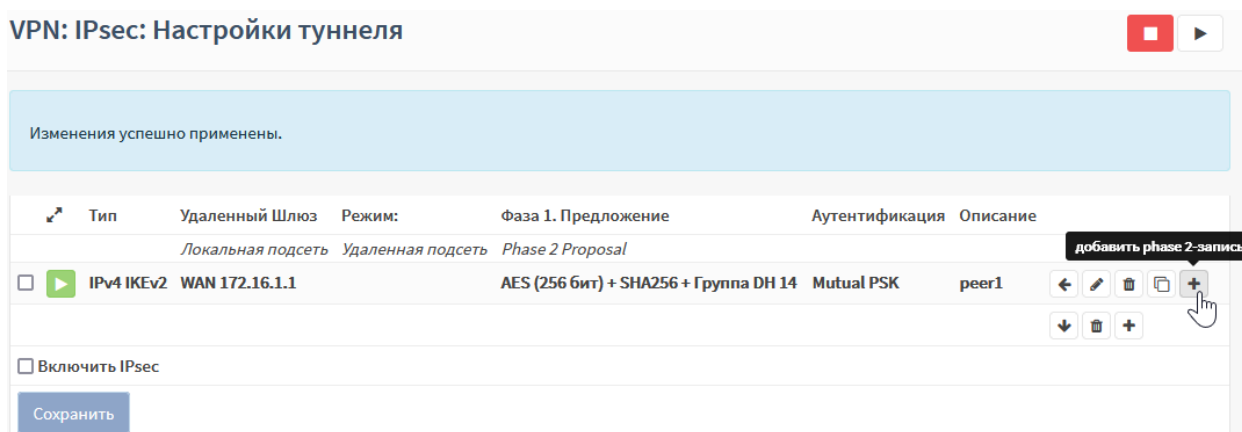 VPN: IPsec: Настройки туннеля
Изменения успешно применены.
Тип Удаленный Шлюз Режим: Фаза 1. Предложение Аутентификация Описание
Локальная подсеть Удаленная подсеть Phase 2 Proposal
добавить phase 2-запись
IPv4 IKEv2 WAN 172.16.1.1 AES (256 бит) + SHA256 + Группа DH 14 Mutual PSK peer1
Включить IPsec
Сохранить